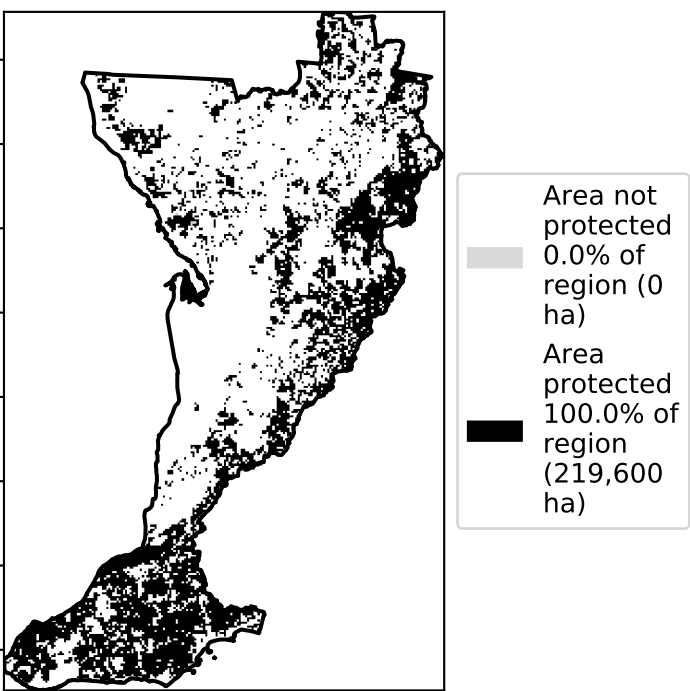 Area not
protected
0.0% of
region (0
ha)
Area
protected
100.0% of
region
(219,600
ha)